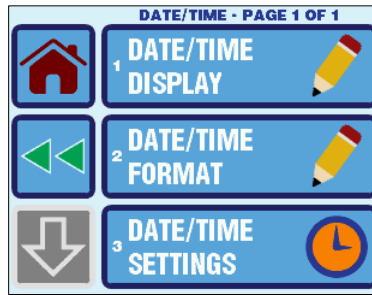 DATE/TIME - PAGE 1 OF 1
1 DATE/TIME
DISPLAY
2 DATE/TIME
FORMAT
3 DATE/TIME
SETTINGS